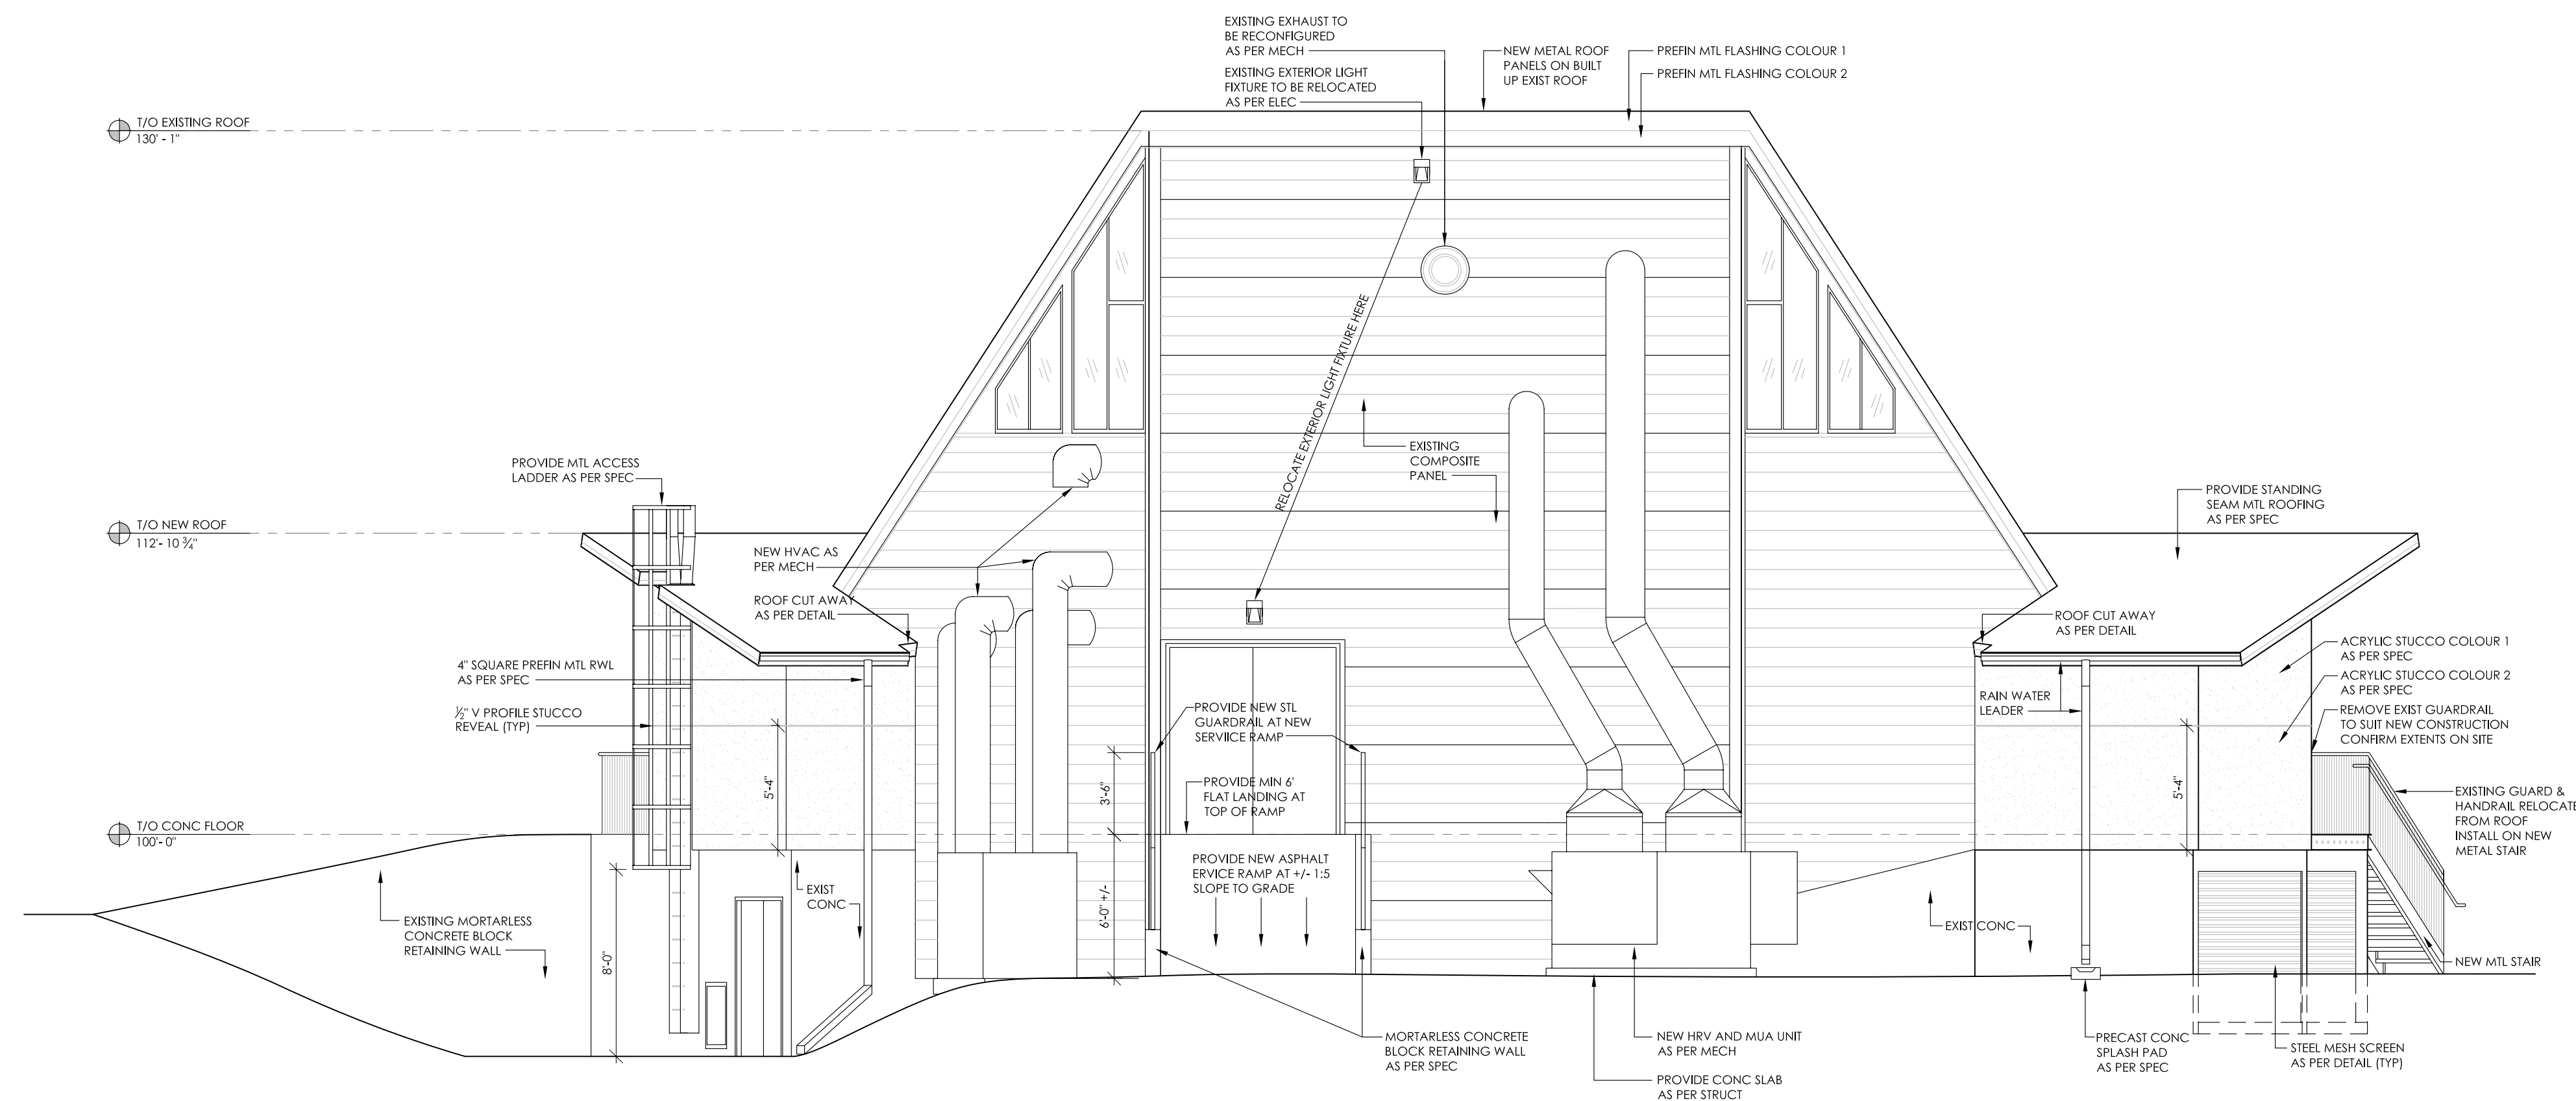 EXISTING EXHAUST TO
BE RECONFIGURED
AS PER MECH
EXISTING EXTERIOR LIGHT
FIXTURE TO BE RELOCATED
AS PER ELEC
NEW METAL ROOF
PANELS ON BUILT
UP EXIST ROOF
PREFIN MTL FLASHING COLOUR 1
PREFIN MTL FLASHING COLOUR 2
T/O EXISTING ROOF
130' - 1"
RELOCATE EXTERIOR LIGHT FIXTURE HERE
EXISTING
COMPOSITE
PANEL
PROVIDE MTL ACCESS
LADDER AS PER SPEC
T/O NEW ROOF
112'- 10 3/4"
NEW HVAC AS
PER MECH
ROOF CUT AWAY
AS PER DETAIL
PROVIDE STANDING
SEAM MTL ROOFING
AS PER SPEC
ROOF CUT AWAY
AS PER DETAIL
4" SQUARE PREFIN MTL RWL
AS PER SPEC
1/2" V PROFILE STUCCO
REVEAL (TYP)
PROVIDE NEW STL
GUARDRAIL AT NEW
SERVIICE RAMP
RAIN WATER
LEADER
ACRYLIC STUCCO COLOUR 1
AS PER SPEC
ACRYLIC STUCCO COLOUR 2
AS PER SPEC
REMOVE EXIST GUARDRAIL
TO SUIT NEW CONSTRUCTION
CONFIRM EXTENTS ON SITE
5'-4"
3'-6"
PROVIDE MIN 6'
FLAT LANDING AT
TOP OF RAMP
5'-4"
EXISTING GUARD &
HANDRAIL RELOCATE
FROM ROOF
INSTALL ON NEW
METAL STAIR
T/O CONC FLOOR
100'- 0"
PROVIDE NEW ASPHALT
ERVICE RAMP AT +/- 1:5
SLOPE TO GRADE
EXIST
CONC
6'-0" +/-
EXISTING MORTARLESS
CONCRETE BLOCK
RETAINING WALL
8'-0"
EXIST CONC
NEW MTL STAIR
MORTARLESS CONCRETE
BLOCK RETAINING WALL
AS PER SPEC
NEW HRV AND MUA UNIT
AS PER MECH
PROVIDE CONC SLAB
AS PER STRUCT
PRECAST CONC
SPLASH PAD
AS PER SPEC
STEEL MESH SCREEN
AS PER DETAIL (TYP)